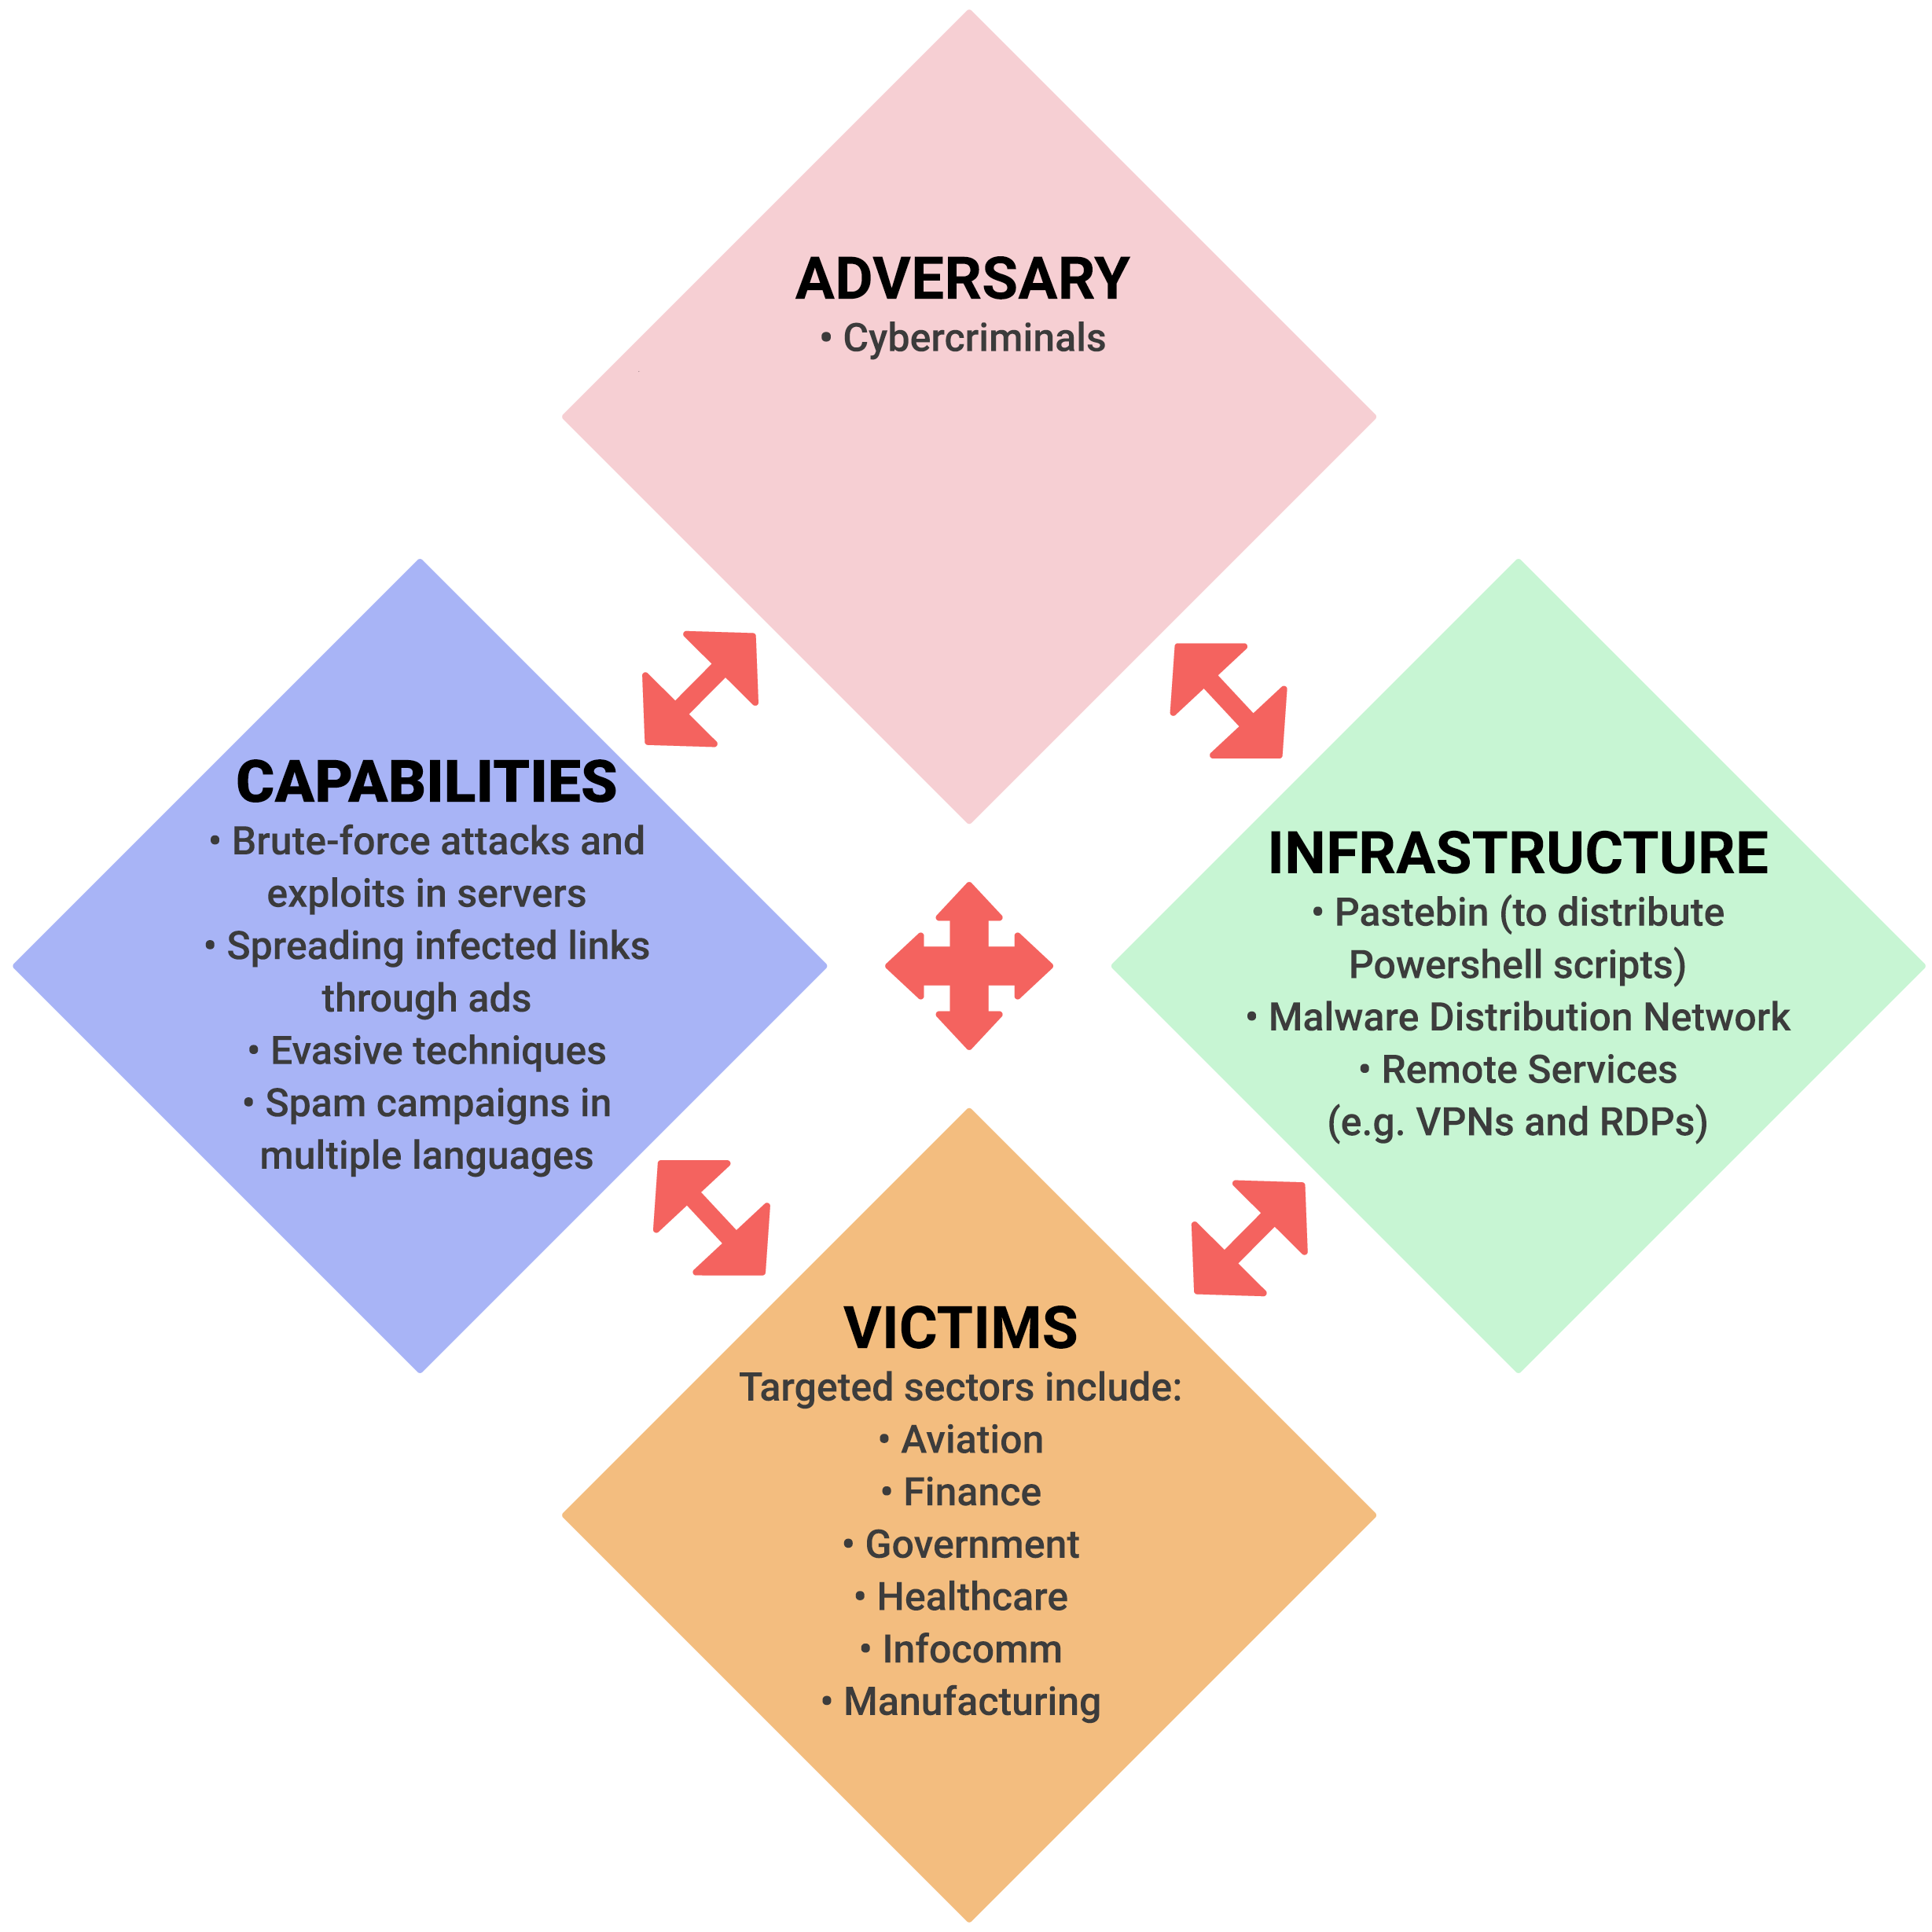 ADVERSARY
• Cybercriminals
CAPABILITIES
• Brute-force attacks and
exploits in servers
• Spreading infected links
through ads
• Evasive techniques
• Spam campaigns in
multiple languages
INFRASTRUCTURE
• Pastebin (to distribute
Powershell scripts)
• Malware Distribution Network
• Remote Services
(e.g. VPNs and RDPs)
VICTIMS
Targeted sectors include:
• Aviation
• Finance
• Government
• Healthcare
• Infocomm
• Manufacturing